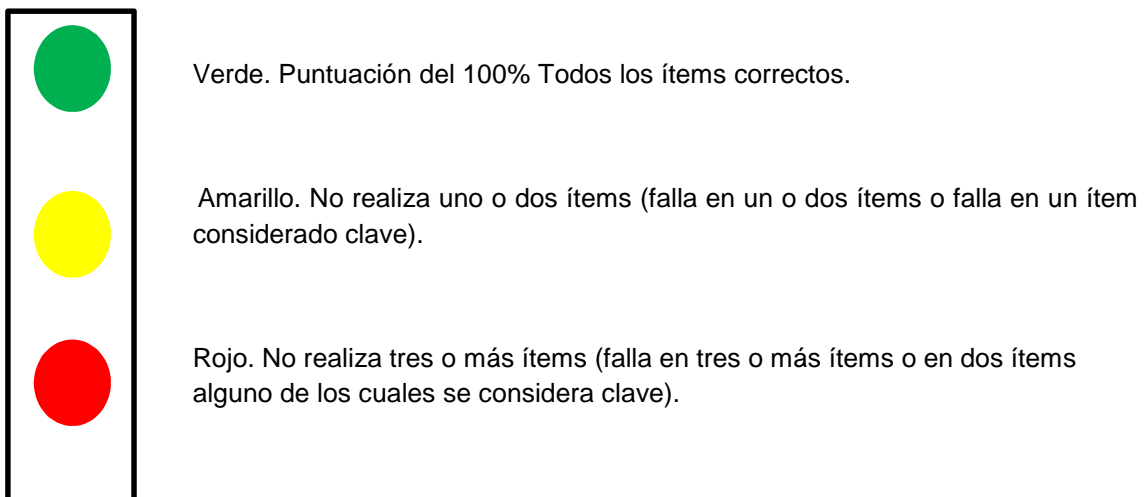 Verde. Puntuación del 100% Todos los ítems correctos.
Amarillo. No realiza uno o dos ítems (falla en un o dos ítems o falla en un ítem
considerado clave).
Rojo. No realiza tres o más ítems (falla en tres o más ítems o en dos ítems
alguno de los cuales se considera clave).